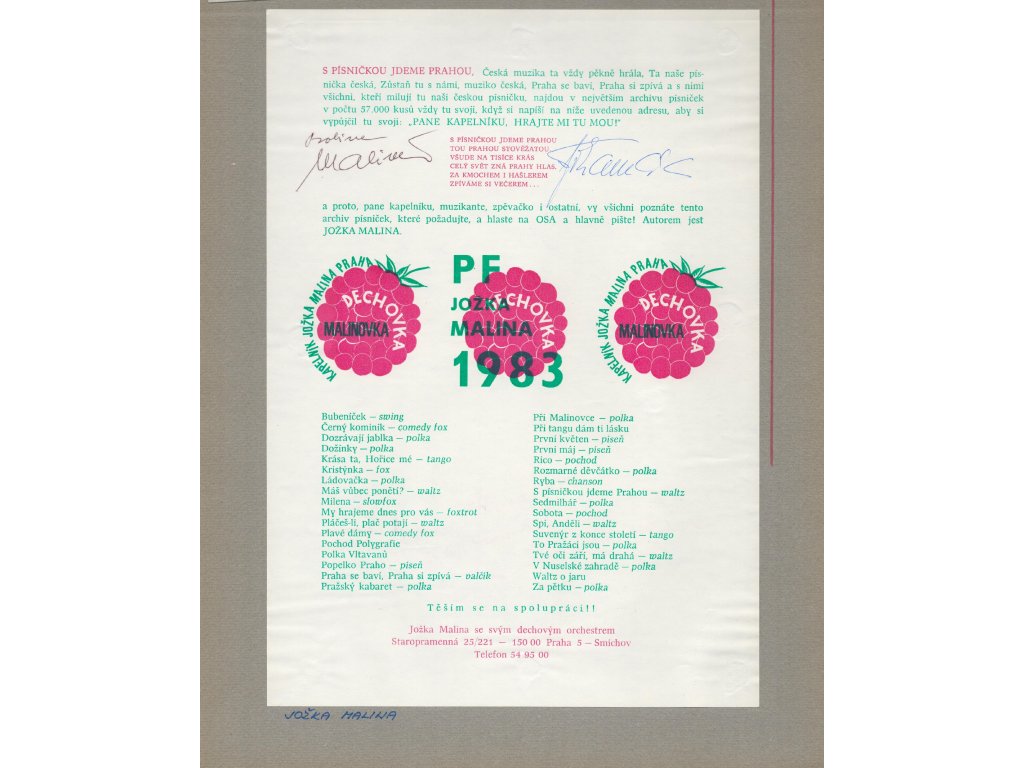 S PÍSNIČKOU JDEME PRAHOU, Česká muzika ta vždy pěkně hrála, Ta naše pís-
nička česká, Zůstaň tu s námi, muziko česká, Praha se baví, Praha si zpívá a s nimi
všichni, kteří milují tu naši českou písničku, najdou v největším archivu písniček
v počtu 57.000 kusů vždy tu svoji, když si napíší na níže uvedenou adresu, aby si
vypůjčil tu svoji: „PANE KAPELNÍKU, HRAJTE MI TU MOU!"
S PÍSNIČKOU JDEME PRAHOU
TOU PRAHOU STOVĚŽATOU
VŠUDE NA TISÍCE KRÁS
CELÝ SVĚT ZNÁ PRAHY HLAS.
ZA KMOCHEM I HAŠLEREM
ZPÍVÁME SI VEČEREM...
Malina
a proto, pane kapelníku, muzikante, zpěvačko i ostatní, vy všichni poznáte tento
archiv písniček, které požadujte, a hlaste na OSA a hlavně pište! Autorem jest
JOŽKA MALINA.
KAPELNÍK JOŽKA MALINA PRAHA
DECHOVKA
MALINOVKA
PF
JOŽKA
MALINA
1983
DECHOVKA
KAPELNÍK JOŽKA MALINA PRAHA
DECHOVKA
MALINOVKA
Bubeníček — swing
Černý kominík — comedy fox
Dozrávají jablka — polka
Dožínky — polka
Krása ta, Hořice mé — tango
Kristýnka — fox
Ládovačka — polka
Máš vůbec ponětí? — waltz
Milena — slowfox
My hrajeme dnes pro vás — foxtrot
Pláčeš-li, plač potají — waltz
Plavé dámy — comedy fox
Pochod Polygrafie
Polka Vltavanů
Popelko Praho — píseň
Praha se baví, Praha si zpívá — valčík
Pražský kabaret — polka
Při Malinovce — polka
Při tangu dám ti lásku
První květen — píseň
První máj — píseň
Rico — pochod
Rozmarné děvčátko — polka
Ryba — chanson
S písničkou jdeme Prahou — waltz
Sedmilhář — polka
Sobota — pochod
Spi, Anděli — waltz
Suvenýr z konce století — tango
To Pražáci jsou — polka
Tvé oči září, má drahá — waltz
V Nuselské zahradě — polka
Waltz o jaru
Za pětku — polka
Těším se na spolupráci!!
Jožka Malina se svým dechovým orchestrem
Staropramenná 25/221 — 150 00 Praha 5 — Smíchov
Telefon 54 95 00
JOŽKA MALINA